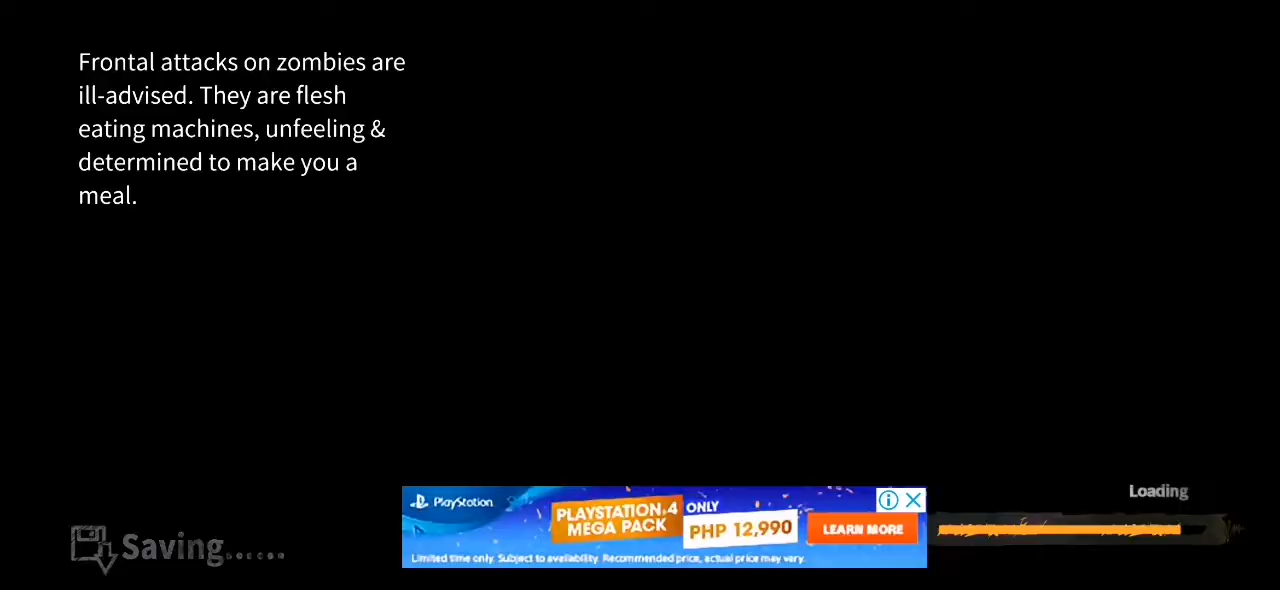 Frontal attacks on zombies are
ill-advised. They are flesh
eating machines, unfeeling &
determined to make you a
meal.
Loading
PlayStation
PLAYSTATION 4
MEGA PACK
ONLY
PHP 12,990
LEARN MORE
Limited time only. Subject to availability. Recommended price, actual price may vary.
Saving......